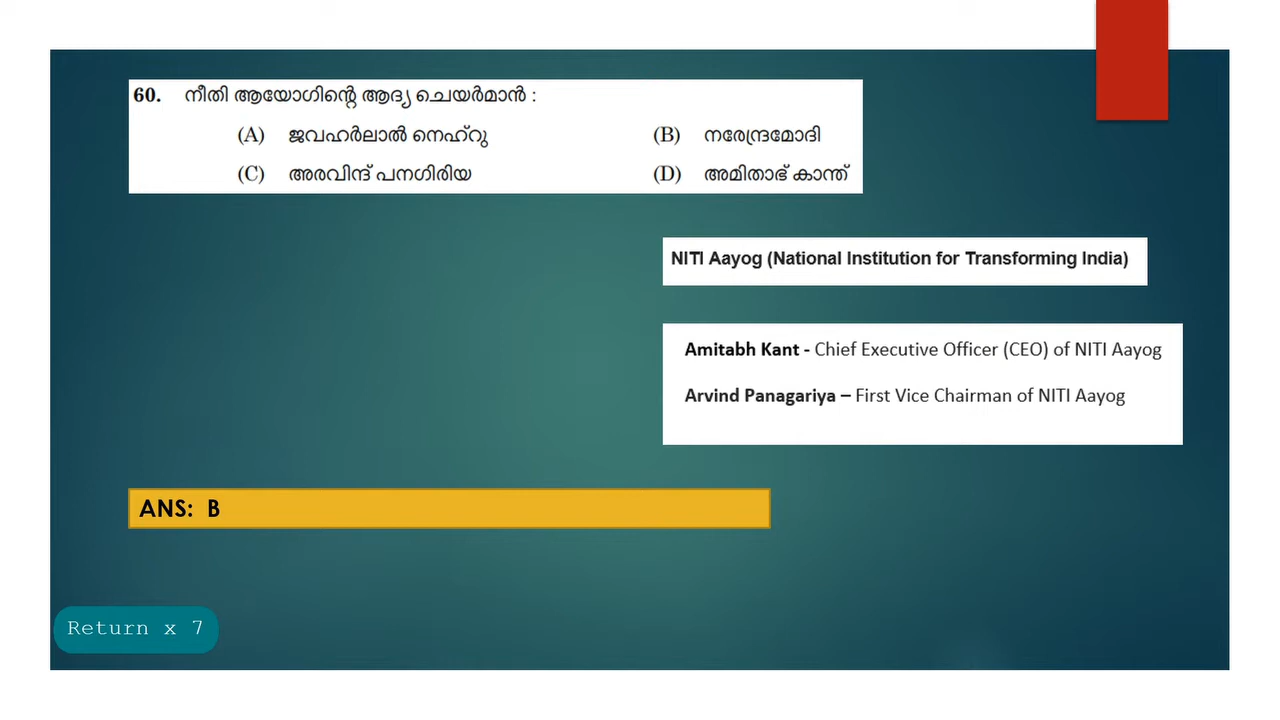 60. നീതി ആയോഗിന്റെ ആദ്യ ചെയർമാൻ :
(A) ജവഹർലാൽ നെഹ്റു (B) നരേന്ദ്രമോദി
(C) അരവിന്ദ് പനഗിരിയ (D) അമിതാഭ് കാന്ത്
NITI Aayog (National Institution for Transforming India)
Amitabh Kant - Chief Executive Officer (CEO) of NITI Aayog
Arvind Panagariya – First Vice Chairman of NITI Aayog
ANS: B
Return x 7